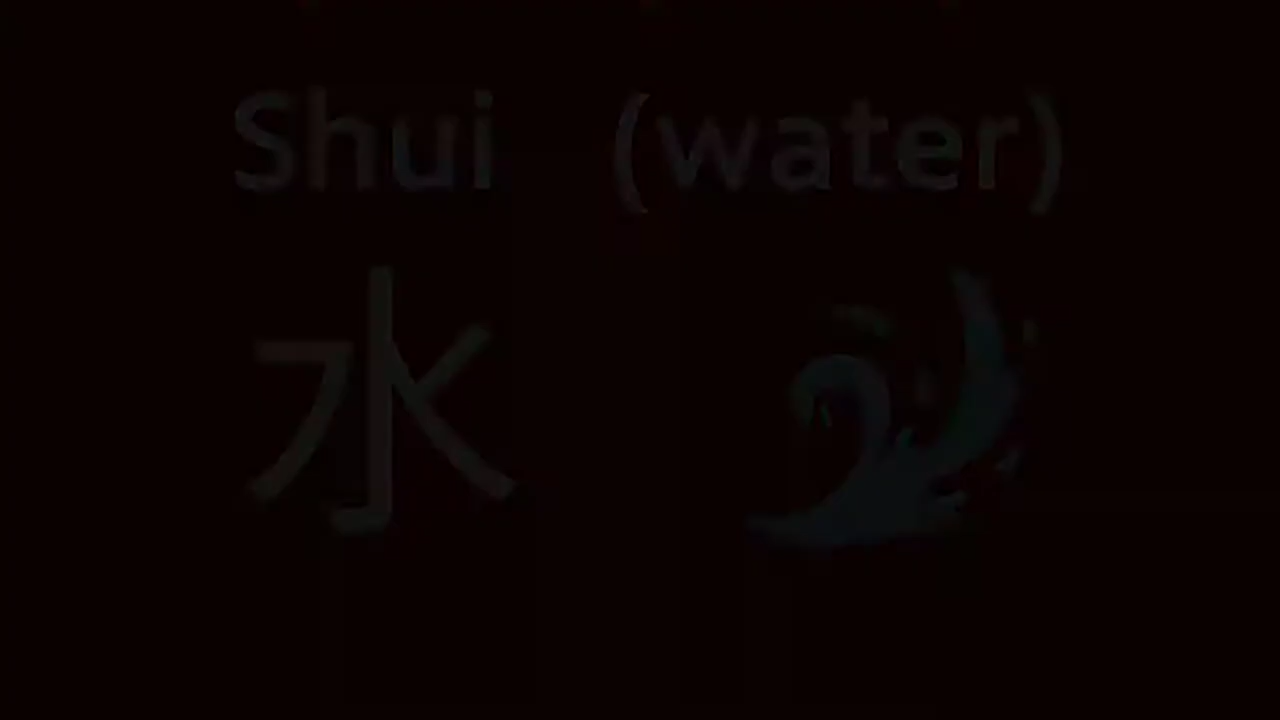 Shui (water)
水